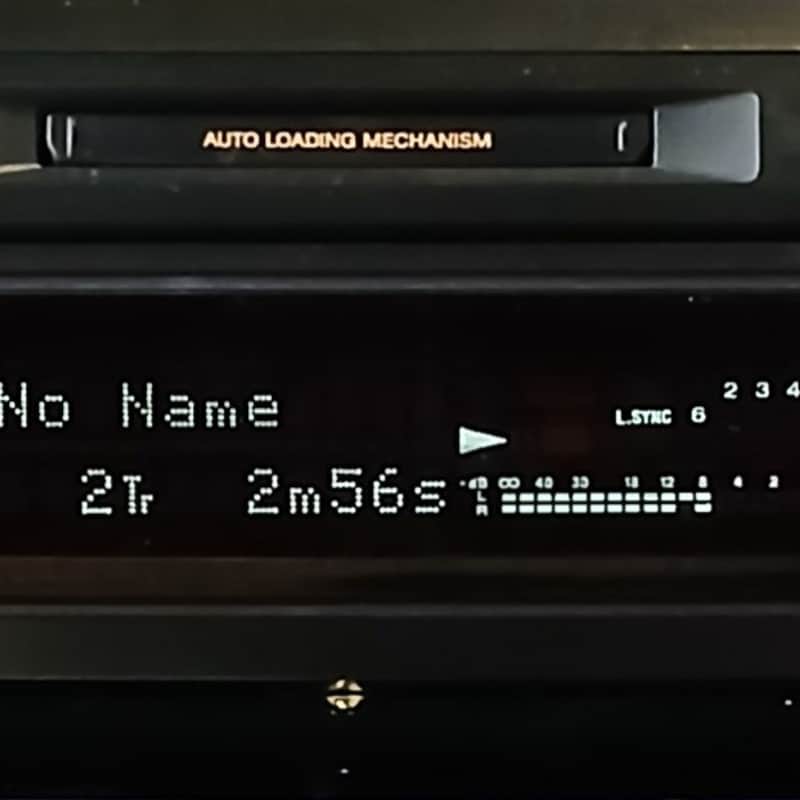 AUTO LOADING MECHANISM
No Name
2 3 4
L.SYNC 6
2Tr 2m56s
-dB ∞ 40 30 18 12 8 4 2
L
R